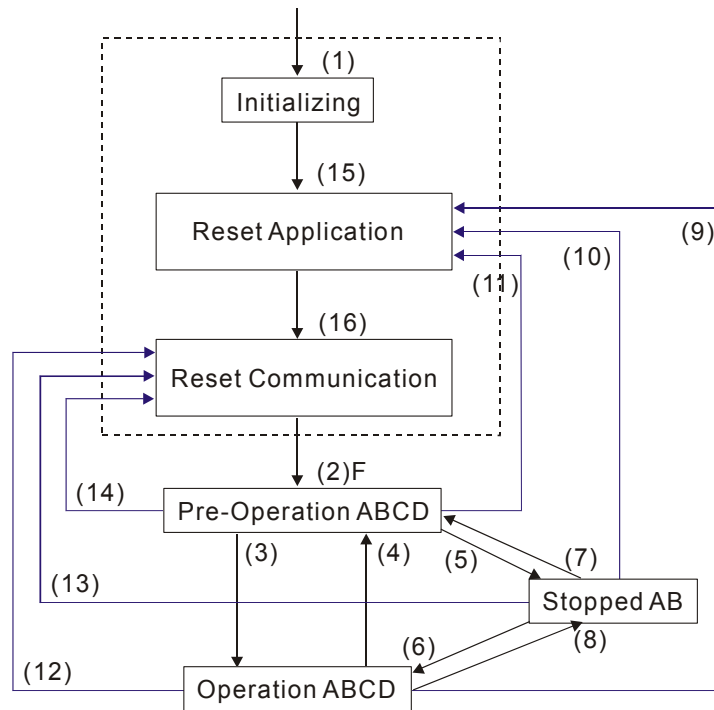 (1)
Initializing
(15)
Reset Application
(9)
(10)
(11)
(16)
Reset Communication
(2)F
(14)
Pre-Operation ABCD
(3)
(4)
(5)
(7)
(13)
Stopped AB
(6)
(8)
(12)
Operation ABCD